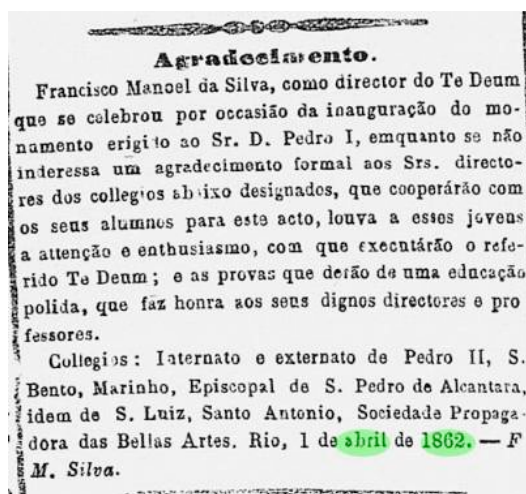 Agradecimento.
Francisco Manoel da Silva, como director do Te Deum
que se celebrou por occasião da inauguração do mo-
numento erigito ao Sr. D. Pedro I, emquanto se não
inderessa um agradecimento formal aos Srs. directo-
res dos collegios abaixo designados, que cooperárão com
os seus alumnos para este acto, louva a esses jovens
a attenção e enthusiasmo, com que executárão o refe-
rido Te Deum; e as provas que derão de uma educação
polida, que faz honra aos seus dignos directores e pro
fessores.
Collegios: Internato e externato de Pedro II, S.
Bento, Marinho, Episcopal de S. Pedro de Alcantara,
idem de S. Luiz, Santo Antonio, Sociedade Propaga-
dora das Bellas Artes. Rio, 1 de abril de 1862. — F
M. Silva.